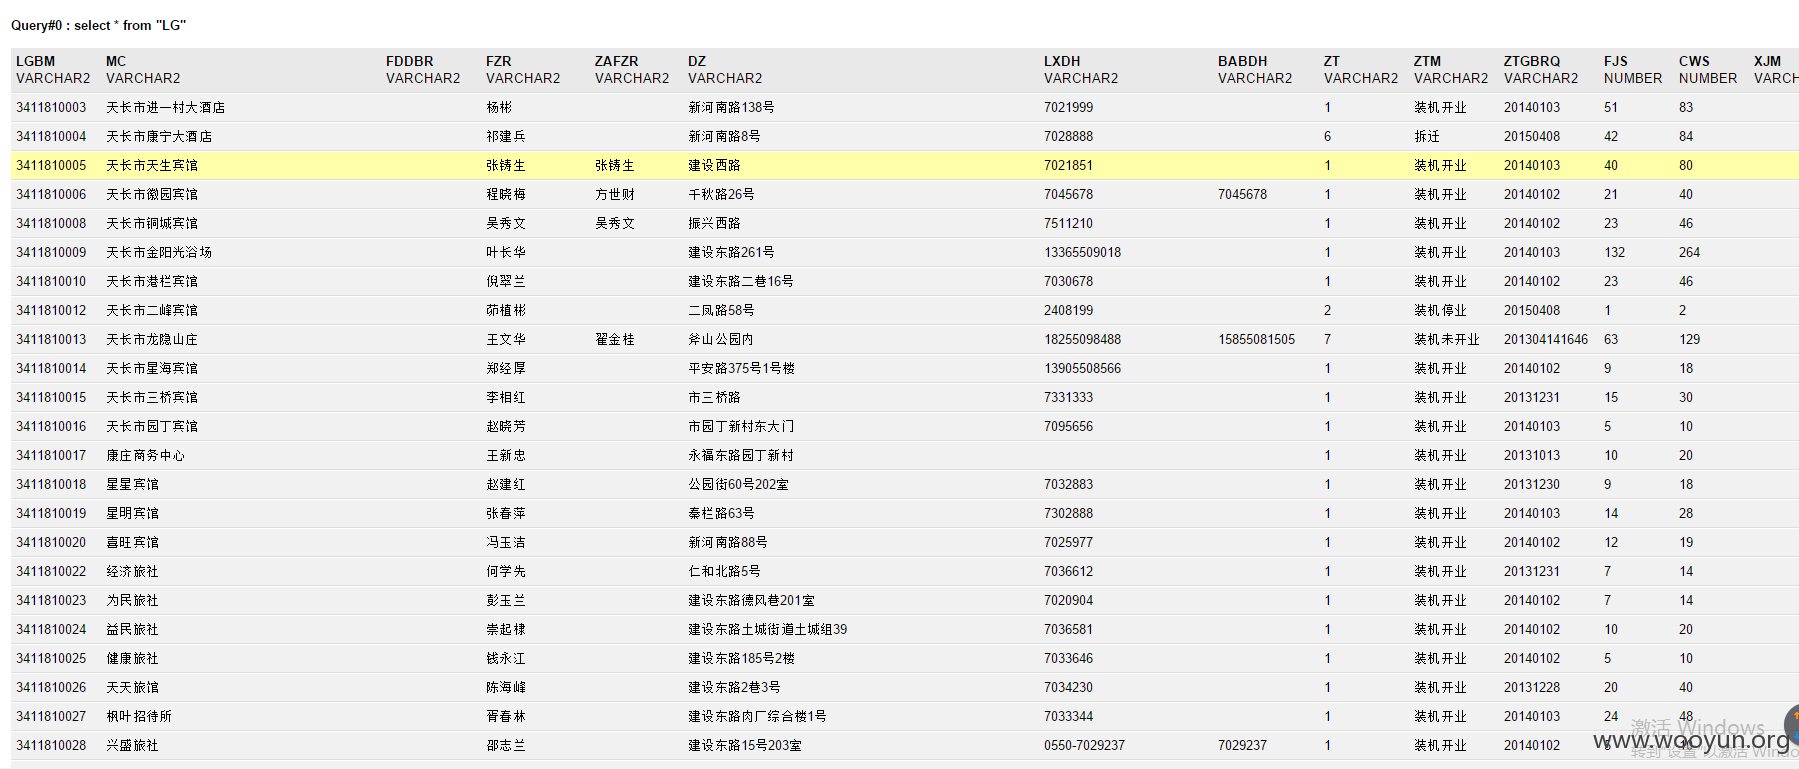 Query#0 : select * from "LG"
LGBM MC FDDBR FZR ZAFZR DZ LXDH BABDH ZT ZTM ZTGBRQ FJS CWS XJM
VARCHAR2 VARCHAR2 VARCHAR2 VARCHAR2 VARCHAR2 VARCHAR2 VARCHAR2 VARCHAR2 VARCHAR2 VARCHAR2 VARCHAR2 NUMBER NUMBER VARCH
3411810003 天长市进一村大酒店 杨彬 新河南路138号 7021999 1 装机开业 20140103 51 83
3411810004 天长市康宁大酒店 祁建兵 新河南路8号 7028888 6 拆迁 20150408 42 84
3411810005 天长市天生宾馆 张铸生 张铸生 建设西路 7021851 1 装机开业 20140103 40 80
3411810006 天长市徽园宾馆 程晓梅 方世财 千秋路26号 7045678 7045678 1 装机开业 20140102 21 40
3411810008 天长市铜城宾馆 吴秀文 吴秀文 振兴西路 7511210 1 装机开业 20140102 23 46
3411810009 天长市金阳光浴场 叶长华 建设东路261号 13365509018 1 装机开业 20140103 132 264
3411810010 天长市港栏宾馆 倪翠兰 建设东路二巷16号 7030678 1 装机开业 20140102 23 46
3411810012 天长市二峰宾馆 茆植彬 二凤路58号 2408199 2 装机停业 20150408 1 2
3411810013 天长市龙隐山庄 王文华 翟金桂 斧山公园内 18255098488 15855081505 7 装机未开业 201304141646 63 129
3411810014 天长市星海宾馆 郑经厚 平安路375号1号楼 13905508566 1 装机开业 20140102 9 18
3411810015 天长市三桥宾馆 李相红 市三桥路 7331333 1 装机开业 20131231 15 30
3411810016 天长市园丁宾馆 赵晓芳 市园丁新村东大门 7095656 1 装机开业 20140103 5 10
3411810017 康庄商务中心 王新忠 永福东路园丁新村 1 装机开业 20131013 10 20
3411810018 星星宾馆 赵建红 公园街60号202室 7032883 1 装机开业 20131230 9 18
3411810019 星明宾馆 张春萍 秦栏路63号 7302888 1 装机开业 20140103 14 28
3411810020 喜旺宾馆 冯玉洁 新河南路88号 7025977 1 装机开业 20140102 12 19
3411810022 经济旅社 何学先 仁和北路5号 7036612 1 装机开业 20131231 7 14
3411810023 为民旅社 彭玉兰 建设东路德风巷201室 7020904 1 装机开业 20140102 7 14
3411810024 益民旅社 崇起棣 建设东路土城街道土城组39 7036581 1 装机开业 20140102 10 20
3411810025 健康旅社 钱永江 建设东路185号2楼 7033646 1 装机开业 20140102 5 10
3411810026 天天旅馆 陈海峰 建设东路2巷3号 7034230 1 装机开业 20131228 20 40
3411810027 枫叶招待所 胥春林 建设东路肉厂综合楼1号 7033344 1 装机开业 20140103 24 48
3411810028 兴盛旅社 邵志兰 建设东路15号203室 0550-7029237 7029237 1 装机开业 20140102
激活 Windows
www.wooyun.org
转到"设置"以激活 Windo